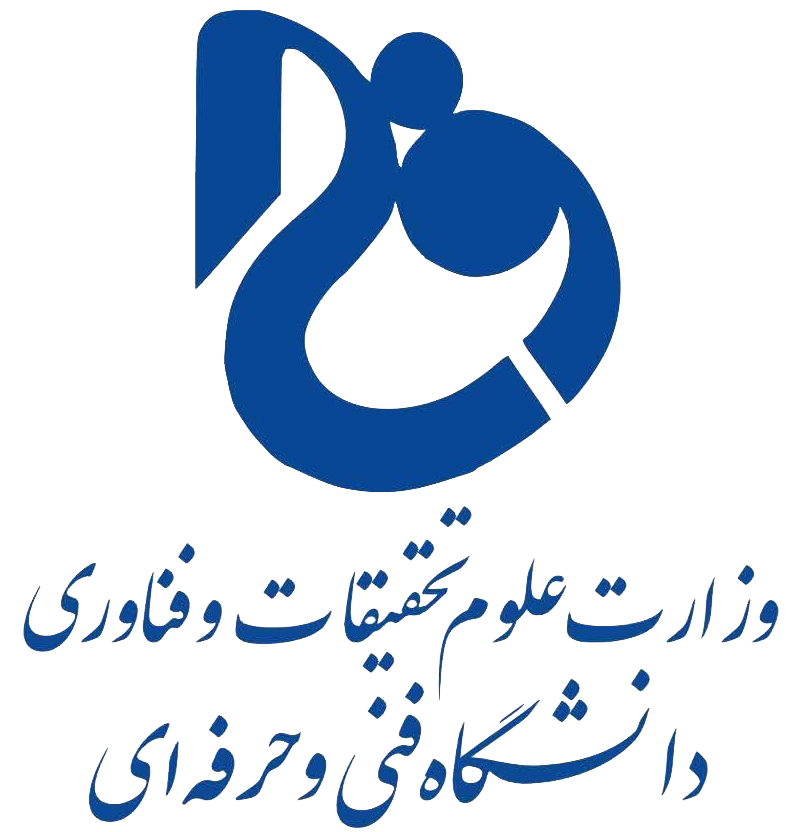 وزارت علوم تحقیقات و فناوری
دانشگاه فنی و حرفه ای